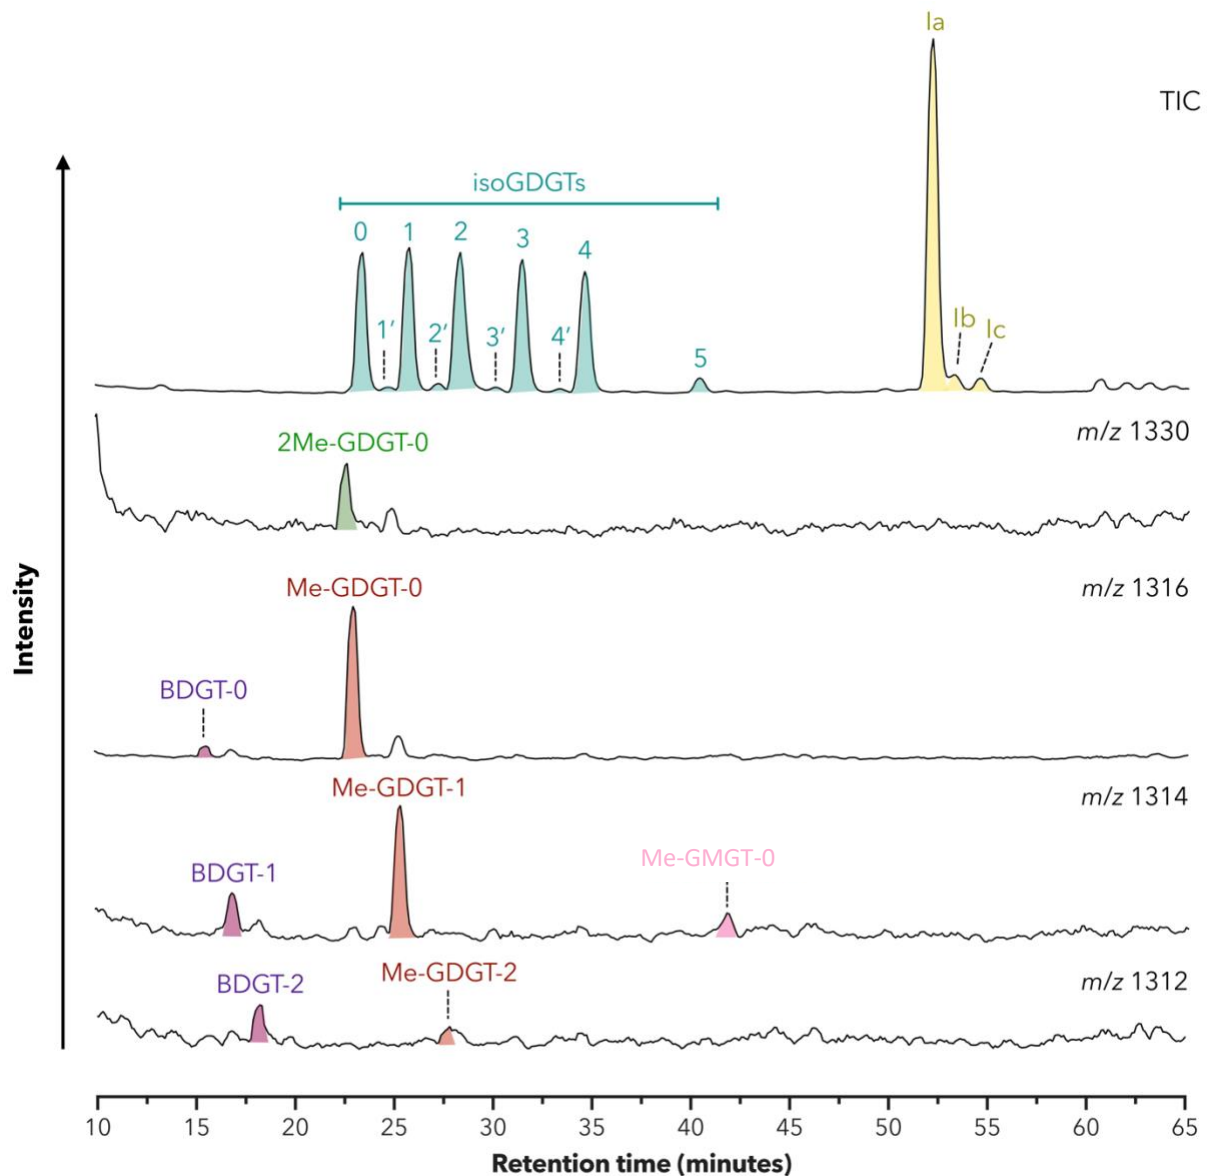 Ia
TIC
isoGDGTs
0 1 2 3 4
1′ 2′ 3′ 4′ 5 Ib Ic
2Me-GDGT-0
m/z 1330
Me-GDGT-0
m/z 1316
BDGT-0
Me-GDGT-1
m/z 1314
BDGT-1
Me-GMGT-0
BDGT-2
Me-GDGT-2
m/z 1312
Intensity
10 15 20 25 30 35 40 45 50 55 60 65
Retention time (minutes)